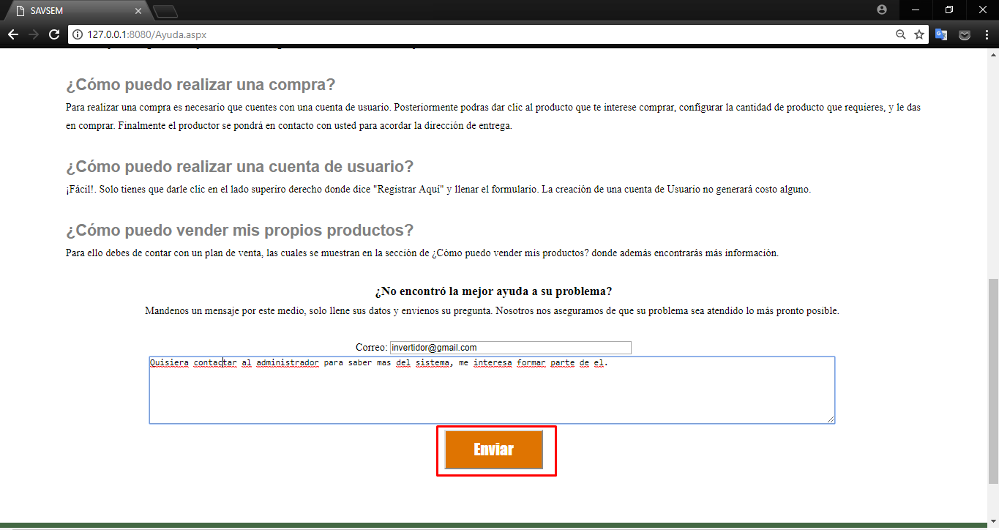 SAVSEM
127.0.0.1:8080/Ayuda.aspx
¿Cómo puedo realizar una compra?
Para realizar una compra es necesario que cuentes con una cuenta de usuario. Posteriormente podras dar clic al producto que te interese comprar, configurar la cantidad de producto que requieres, y le das
en comprar. Finalmente el productor se pondrá en contacto con usted para acordar la dirección de entrega.
¿Cómo puedo realizar una cuenta de usuario?
¡Fácil!. Solo tienes que darle clic en el lado superiro derecho donde dice "Registrar Aquí" y llenar el formulario. La creación de una cuenta de Usuario no generará costo alguno.
¿Cómo puedo vender mis propios productos?
Para ello debes de contar con un plan de venta, las cuales se muestran en la sección de ¿Cómo puedo vender mis productos? donde además encontrarás más información.
¿No encontró la mejor ayuda a su problema?
Mandenos un mensaje por este medio, solo llene sus datos y envienos su pregunta. Nosotros nos aseguramos de que su problema sea atendido lo más pronto posible.
Correo: invertidor@gmail.com
Quisiera contactar al administrador para saber mas del sistema, me interesa formar parte de el.
Enviar